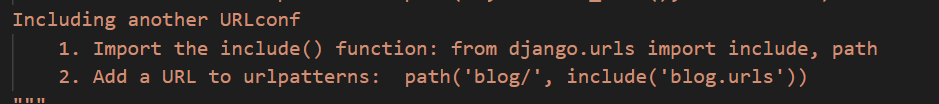 Including another URLconf
1. Import the include() function: from django.urls import include, path
2. Add a URL to urlpatterns:  path('blog/', include('blog.urls'))
"""